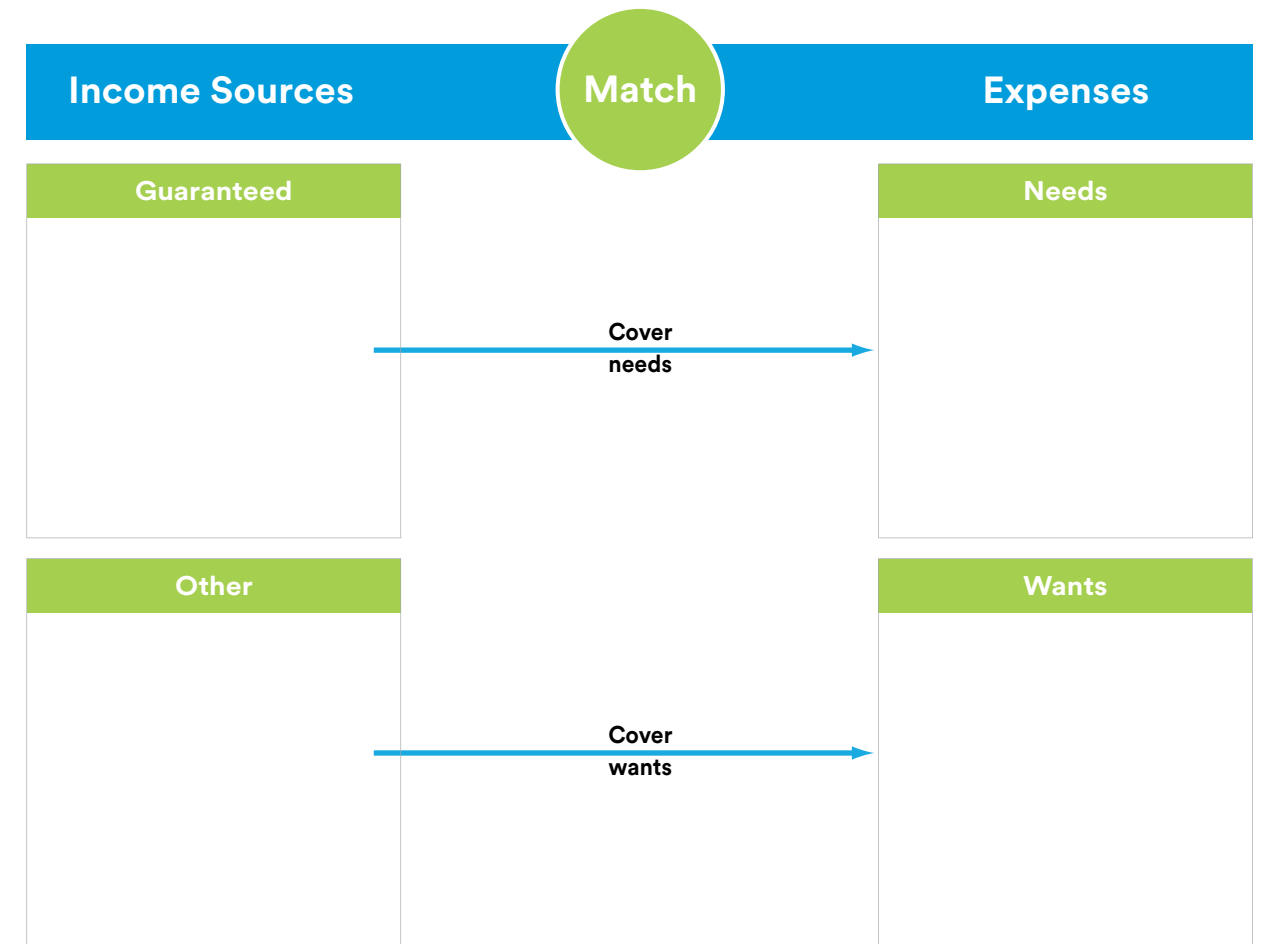 Income Sources
Match
Expenses
Guaranteed
Needs
Cover
needs
Other
Wants
Cover
wants